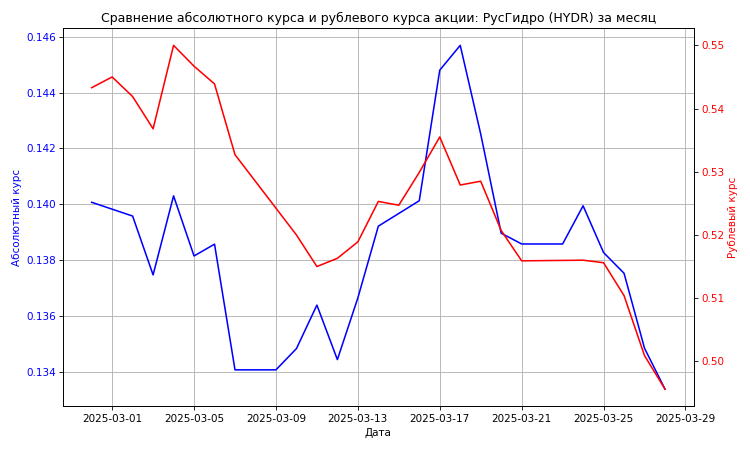 Сравнение абсолютного курса и рублевого курса акции: РусГидро (HYDR) за месяц
0.146
0.144
0.142
0.140
0.138
0.136
0.134
Абсолютный курс
0.55
0.54
0.53
0.52
0.51
0.50
Рублевый курс
2025-03-01 2025-03-05 2025-03-09 2025-03-13 2025-03-17 2025-03-21 2025-03-25 2025-03-29
Дата